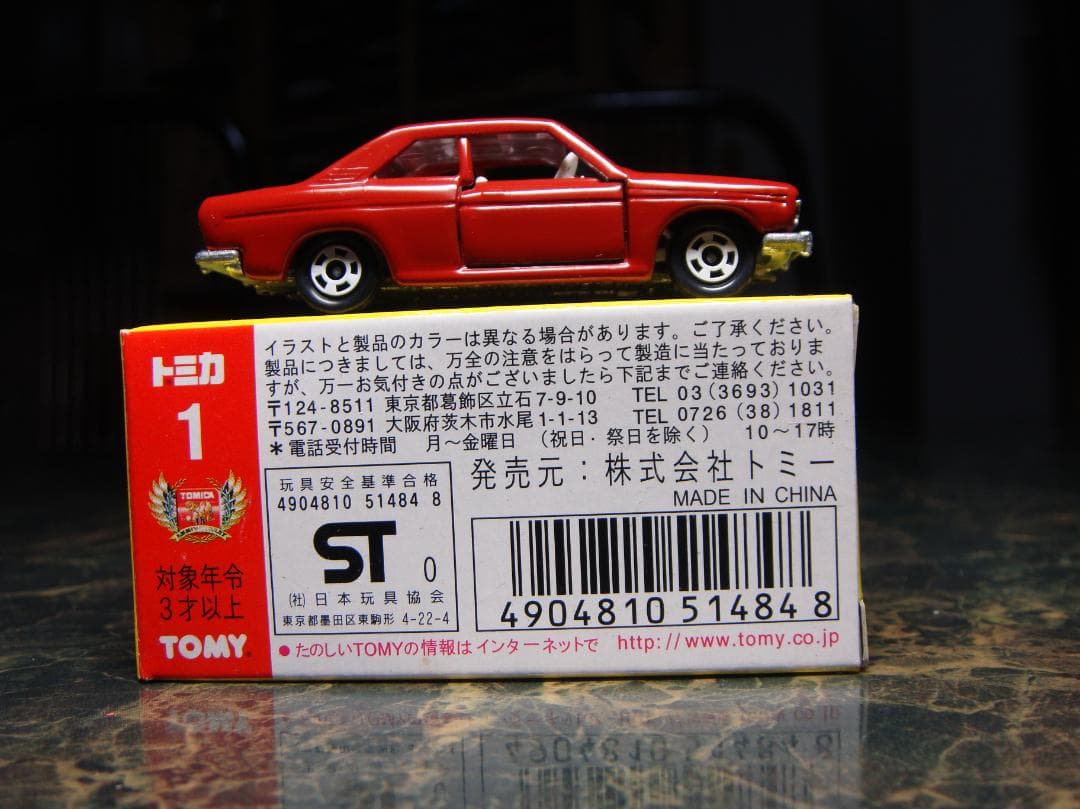 トミカ
1
TOMICA
30
対象年令
3才以上
TOMY
イラストと製品のカラーは異なる場合があります。ご了承ください。
製品につきましては、万全の注意をはらって製造に当たっておりま
すが、万一お気付きの点がございましたら下記までご連絡ください。
〒124-8511 東京都葛飾区立石7-9-10 TEL 03(3693)1031
〒567-0891 大阪府茨木市水尾1-1-13 TEL 0726(38)1811
＊電話受付時間 月～金曜日 (祝日・祭日を除く) 10～17時
玩具安全基準合格
4904810 51484 8
ST 0
(社)日本玩具協会
東京都墨田区東駒形 4-22-4
発売元：株式会社トミー
MADE IN CHINA
4904810 514848
●たのしいTOMYの情報はインターネットで http://www.tomy.co.jp